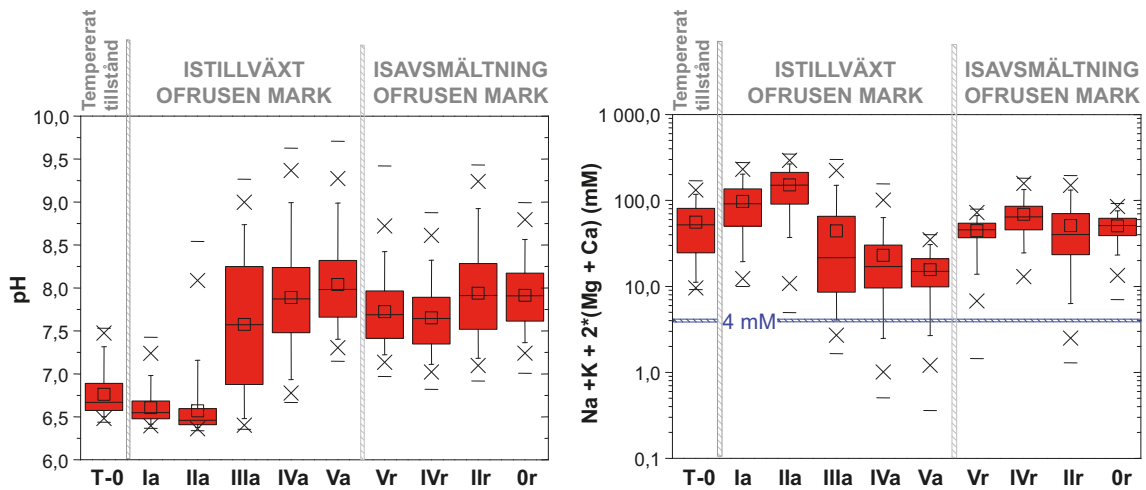 Tempererat
tillstånd
ISTILLVÄXT
OFRUSEN MARK
ISAVSMÄLTNING
OFRUSEN MARK
pH
10,0
9,5
9,0
8,5
8,0
7,5
7,0
6,5
6,0
T-0 Ia IIa IIIa IVa Va Vr IVr IIr 0r
Tempererat
tillstånd
ISTILLVÄXT
OFRUSEN MARK
ISAVSMÄLTNING
OFRUSEN MARK
Na +K + 2*(Mg + Ca) (mM)
1 000,0
100,0
10,0
4 mM
1,0
0,1
T-0 Ia IIa IIIa IVa Va Vr IVr IIr 0r